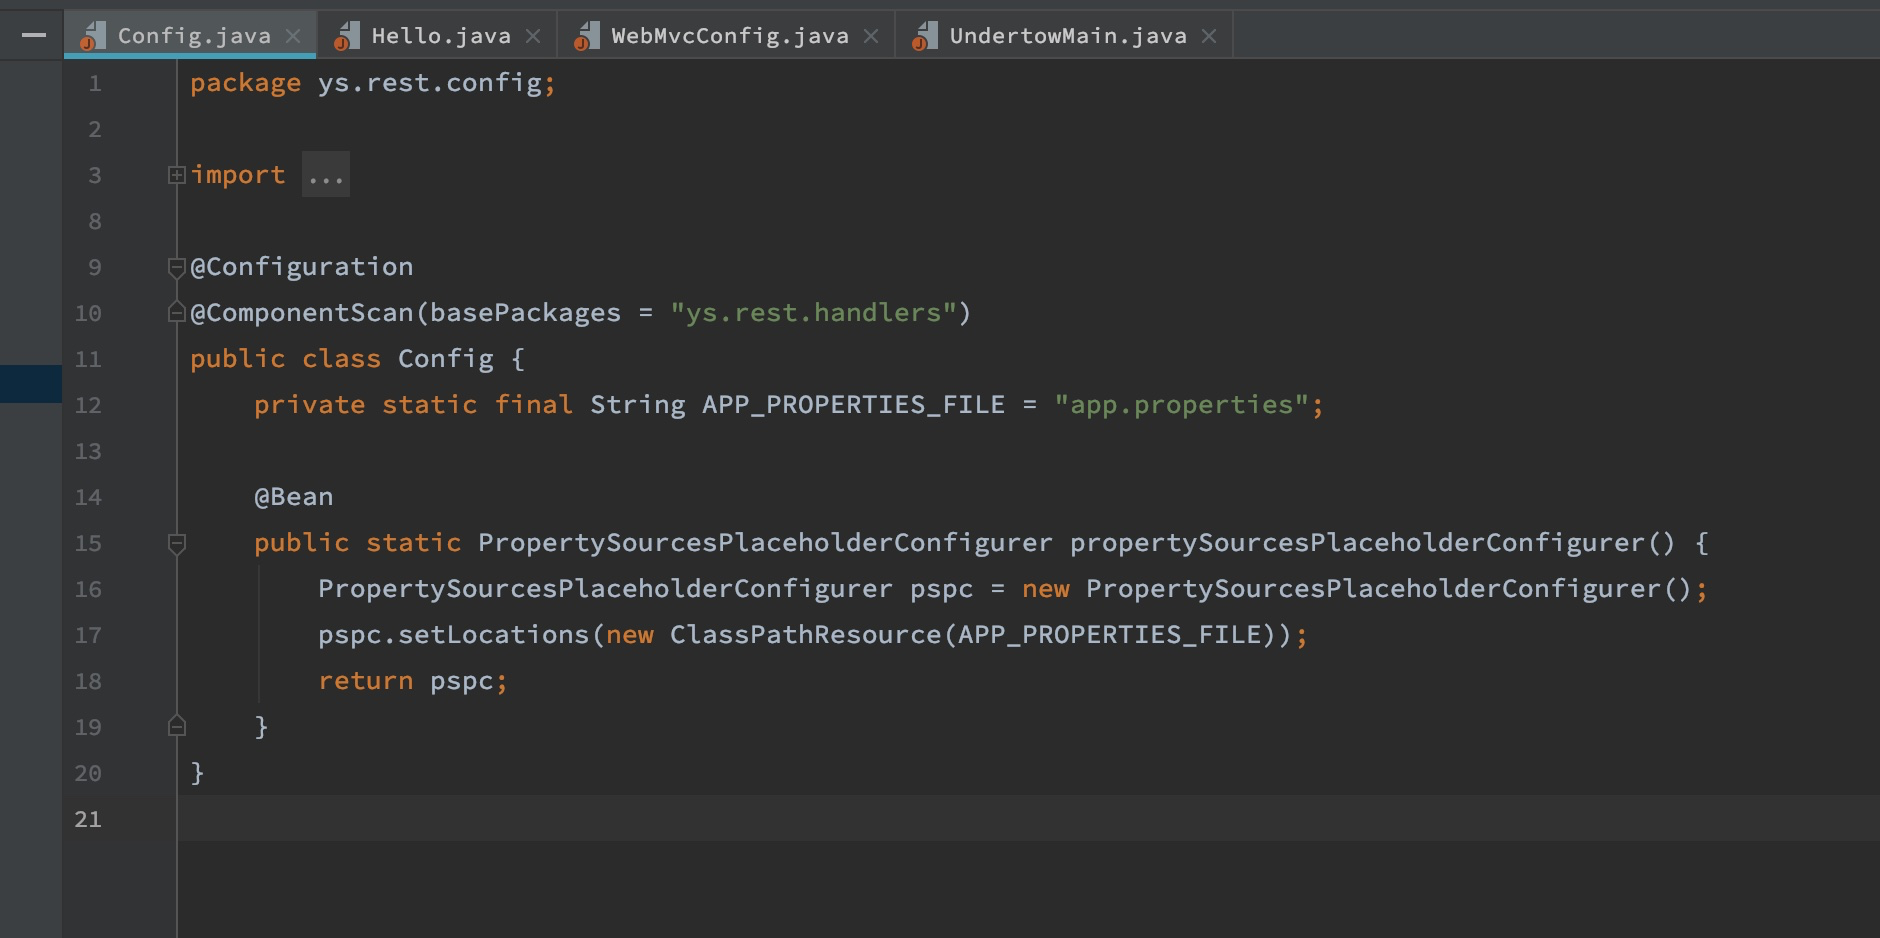 Config.java Hello.java WebMvcConfig.java UndertowMain.java
1 package ys.rest.config;
2
3 import ...
8
9 @Configuration
10 @ComponentScan(basePackages = "ys.rest.handlers")
11 public class Config {
12 private static final String APP_PROPERTIES_FILE = "app.properties";
13
14 @Bean
15 public static PropertySourcesPlaceholderConfigurer propertySourcesPlaceholderConfigurer() {
16 PropertySourcesPlaceholderConfigurer pspc = new PropertySourcesPlaceholderConfigurer();
17 pspc.setLocations(new ClassPathResource(APP_PROPERTIES_FILE));
18 return pspc;
19 }
20 }
21